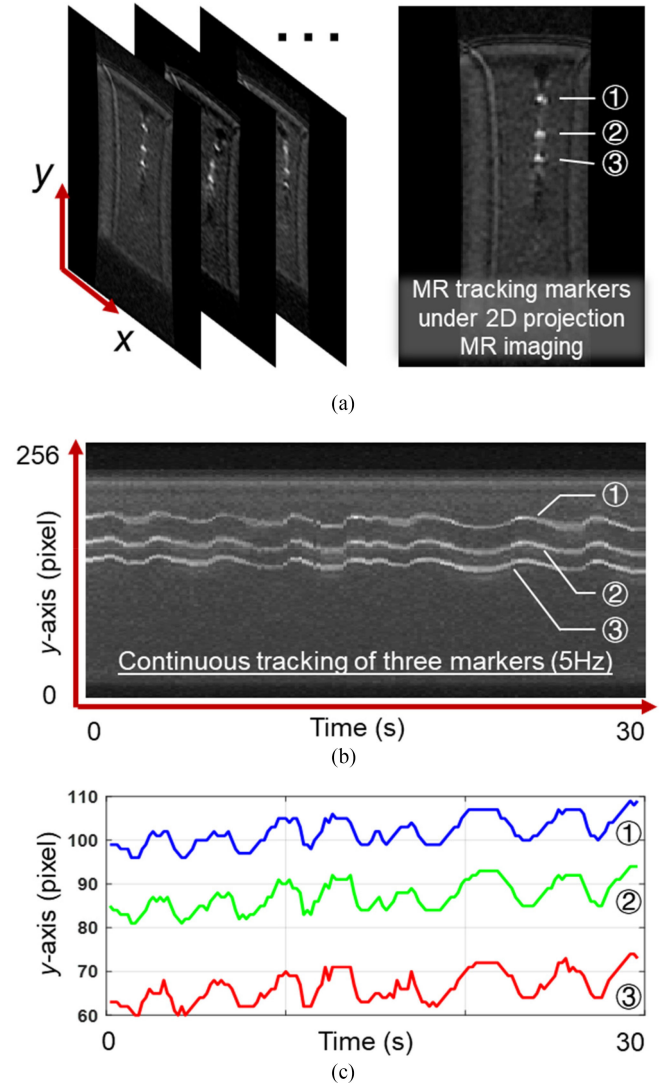 y
x
①
②
③
MR tracking markers
under 2D projection
MR imaging
(a)
256
y-axis (pixel)
0
①
②
③
Continuous tracking of three markers (5Hz)
0
Time (s)
30
(b)
110
100
90
80
70
60
y-axis (pixel)
①
②
③
0
Time (s)
30
(c)